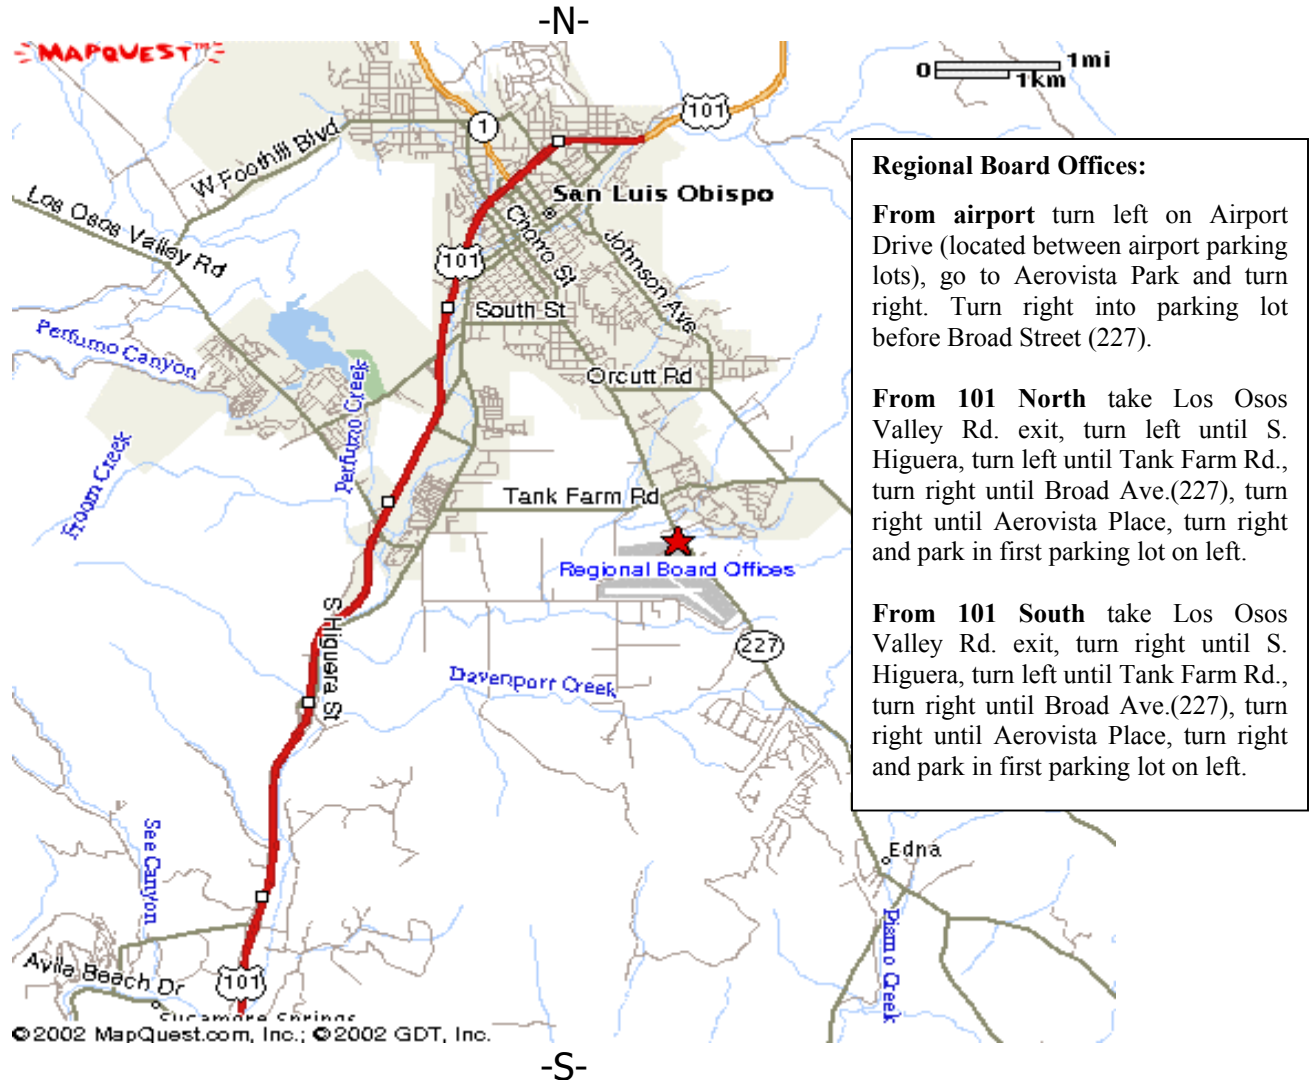 -N-
MAPQUEST™
0 1mi
1km
101
1
W Foothill Blvd
Los Osos Valley Rd
San Luis Obispo
Chorro St
Johnson Ave
101
South St
Perfumo Canyon
Perfumo Creek
Orcutt Rd
Froom Creek
Tank Farm Rd
Regional Board Offices
S Higuera St
227
Davenport Creek
See Canyon
Edna
Pismo Creek
Avila Beach Dr
101
Sycamore Springs
©2002 MapQuest.com, Inc.; ©2002 GDT, Inc.
-S-
Regional Board Offices:
From airport turn left on Airport
Drive (located between airport parking
lots), go to Aerovista Park and turn
right. Turn right into parking lot
before Broad Street (227).
From 101 North take Los Osos
Valley Rd. exit, turn left until S.
Higuera, turn left until Tank Farm Rd.,
turn right until Broad Ave.(227), turn
right until Aerovista Place, turn right
and park in first parking lot on left.
From 101 South take Los Osos
Valley Rd. exit, turn right until S.
Higuera, turn left until Tank Farm Rd.,
turn right until Broad Ave.(227), turn
right until Aerovista Place, turn right
and park in first parking lot on left.